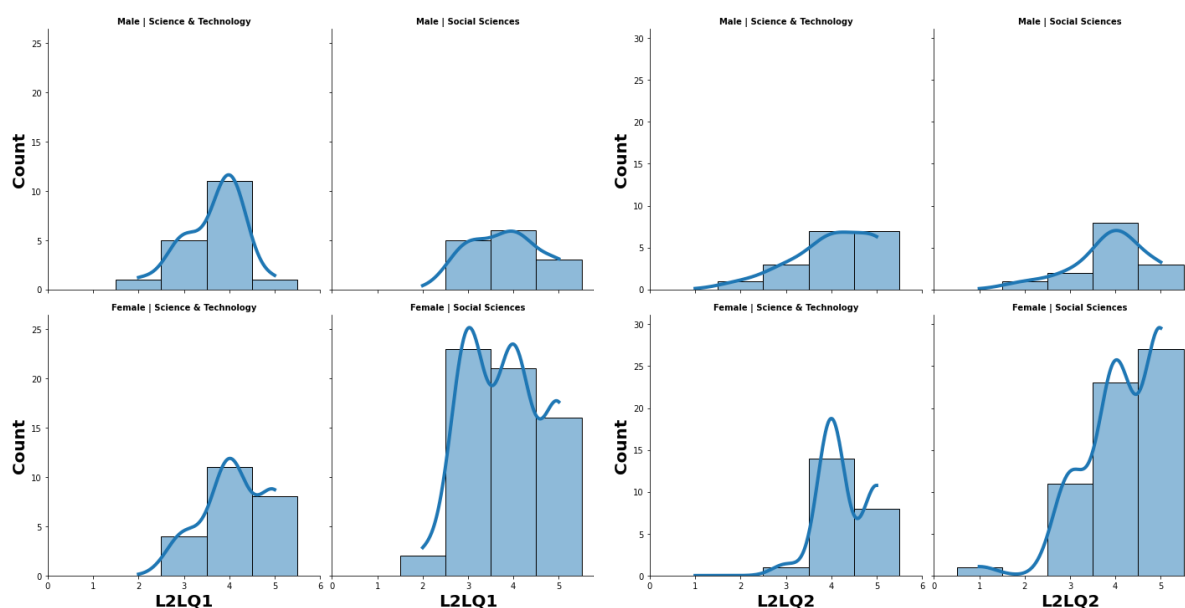 Male | Science & Technology
Male | Social Sciences
Male | Science & Technology
Male | Social Sciences
25
20
15
10
5
0
Count
30
25
20
15
10
5
0
Count
Female | Science & Technology
Female | Social Sciences
Female | Science & Technology
Female | Social Sciences
25
20
15
10
5
0
Count
30
25
20
15
10
5
0
Count
0 1 2 3 4 5 6
0 1 2 3 4 5
0 1 2 3 4 5 6
0 1 2 3 4 5
L2LQ1
L2LQ1
L2LQ2
L2LQ2